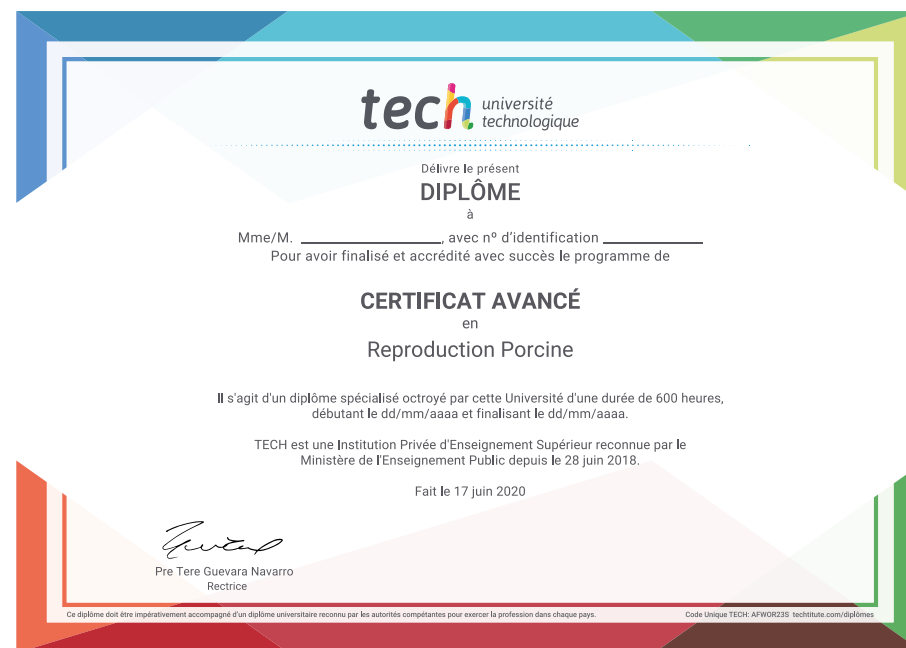 tech université
technologique
Délivre le présent
DIPLÔME
à
Mme/M. ____________________, avec nº d'identification ______________
Pour avoir finalisé et accrédité avec succès le programme de
CERTIFICAT AVANCÉ
en
Reproduction Porcine
Il s'agit d'un diplôme spécialisé octroyé par cette Université d'une durée de 600 heures,
débutant le dd/mm/aaaa et finalisant le dd/mm/aaaa.
TECH est une Institution Privée d'Enseignement Supérieur reconnue par le
Ministère de l'Enseignement Public depuis le 28 juin 2018.
Fait le 17 juin 2020
Pre Tere Guevara Navarro
Rectrice
Ce diplôme doit être impérativement accompagné d'un diplôme universitaire reconnu par les autorités compétentes pour exercer la profession dans chaque pays.
Code Unique TECH: AFWOR23S techtitute.com/diplômes